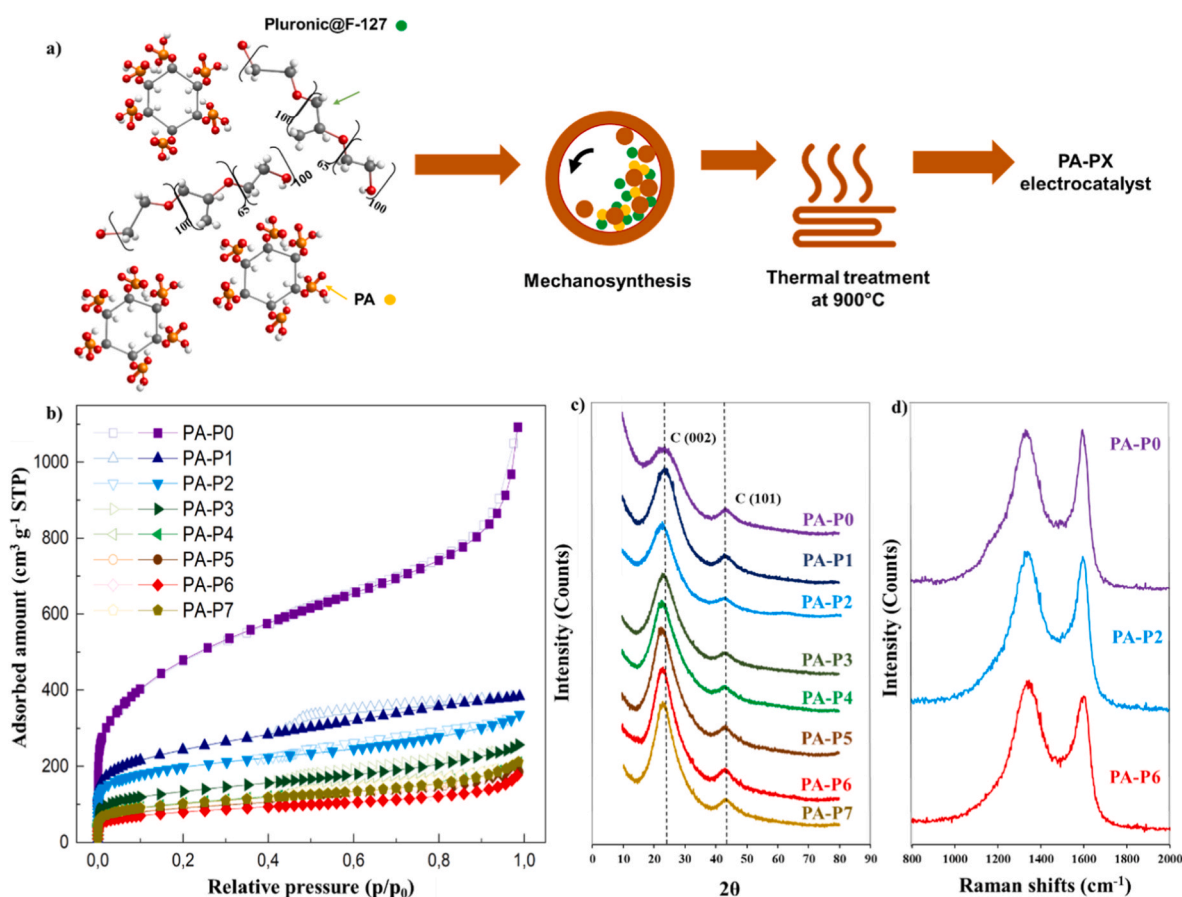 a)
Pluronic@F-127
100
65
100
100
65
100
PA
Mechanosynthesis
Thermal treatment
at 900°C
PA-PX
electrocatalyst
b)
PA-P0
PA-P1
PA-P2
PA-P3
PA-P4
PA-P5
PA-P6
PA-P7
Adsorbed amount (cm³ g⁻¹ STP)
1000
800
600
400
200
0
0,0
0,2
0,4
0,6
0,8
1,0
Relative pressure (p/p₀)
c)
C (002)
C (101)
PA-P0
PA-P1
PA-P2
PA-P3
PA-P4
PA-P5
PA-P6
PA-P7
Intensity (Counts)
0 10 20 30 40 50 60 70 80 90
2θ
d)
PA-P0
PA-P2
PA-P6
Intensity (Counts)
800 1000 1200 1400 1600 1800 2000
Raman shifts (cm⁻¹)